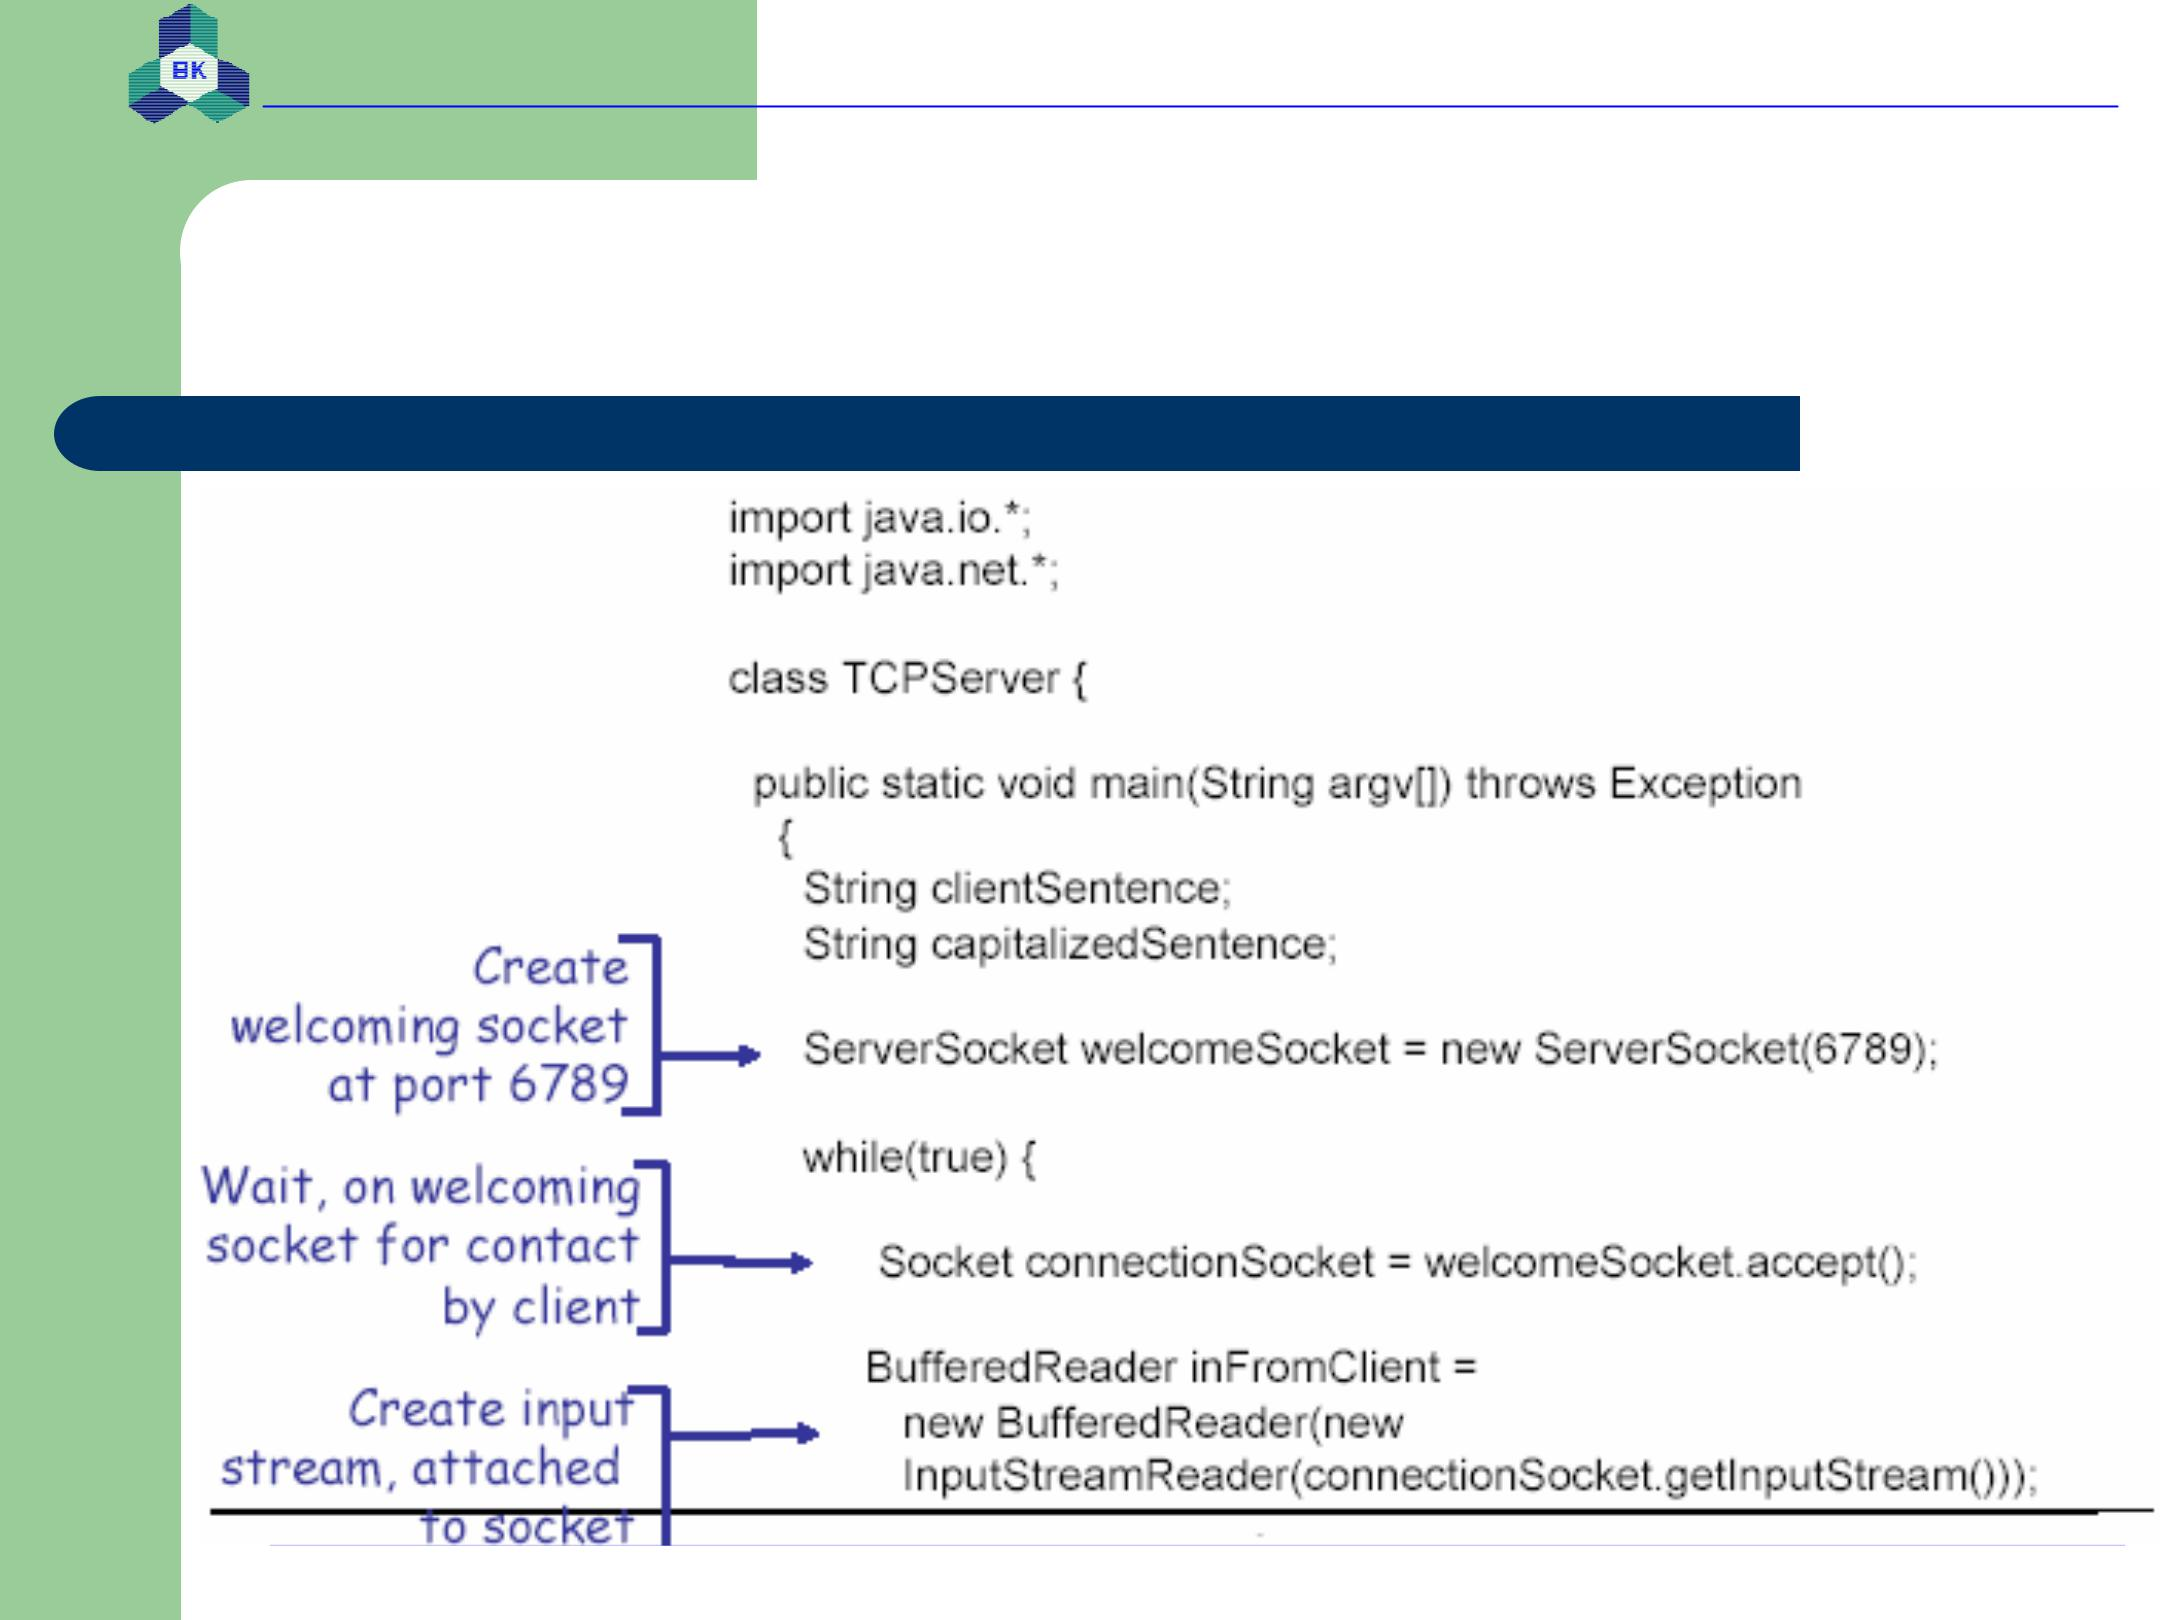 BK
import java.io.*;
import java.net.*;
class TCPServer {
public static void main(String argv[]) throws Exception
{
String clientSentence;
String capitalizedSentence;
Create
welcoming socket
at port 6789
ServerSocket welcomeSocket = new ServerSocket(6789);
while(true) {
Wait, on welcoming
socket for contact
by client
Socket connectionSocket = welcomeSocket.accept();
Create input
stream, attached
to socket
BufferedReader inFromClient =
new BufferedReader(new
InputStreamReader(connectionSocket.getInputStream()));